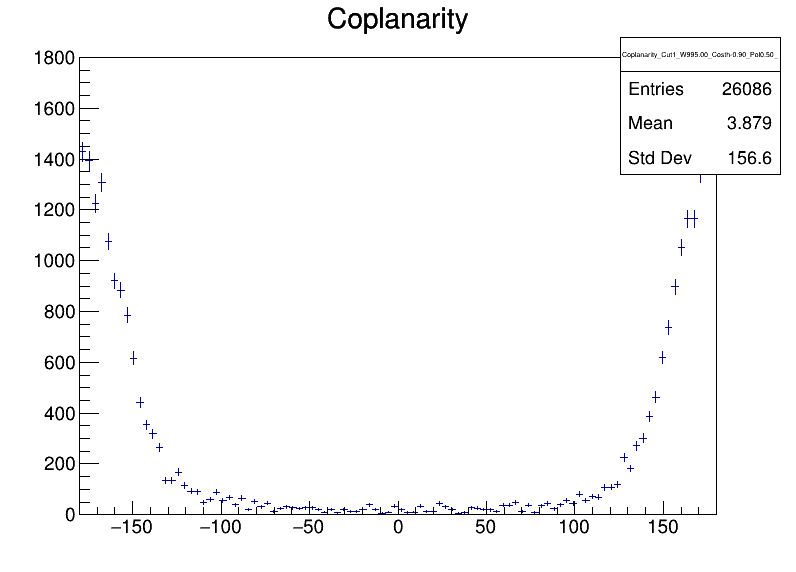 Coplanarity
Coplanarity_Cut1_W995.00_Costh-0.90_Pol0.50_
Entries 26086
Mean 3.879
Std Dev 156.6
1800
1600
1400
1200
1000
800
600
400
200
0
−150 −100 −50 0 50 100 150